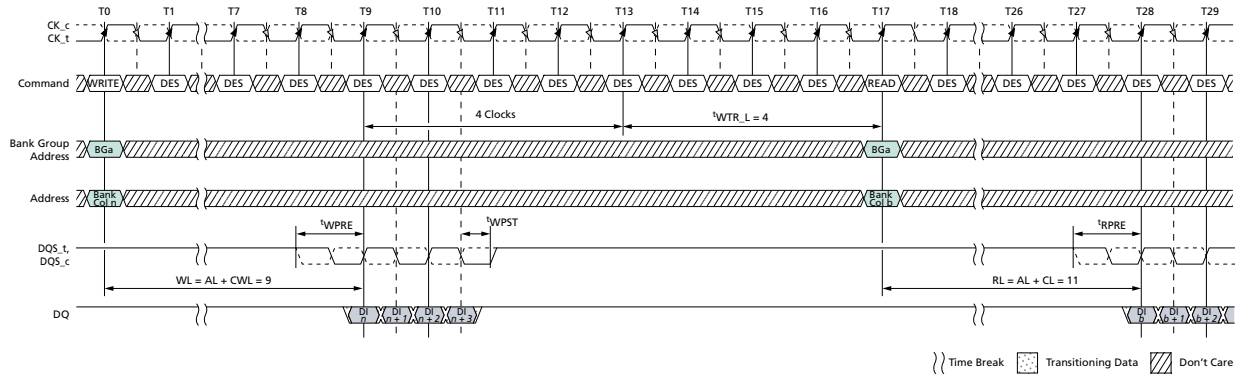 T0 T1 T7 T8 T9 T10 T11 T12 T13 T14 T15 T16 T17 T18 T26 T27 T28 T29
CK_c
CK_t
Command WRITE DES DES DES DES DES DES DES DES DES DES DES READ DES DES DES DES DES
4 Clocks tWTR_L = 4
Bank Group
Address
BGa BGa
Address
Bank
Col n
Bank
Col b
tWPRE tWPST tRPRE
DQS_t,
DQS_c
WL = AL + CWL = 9 RL = AL + CL = 11
DQ
DI
n
DI
n + 1
DI
n + 2
DI
n + 3
DI
b
DI
b + 1
DI
b + 2
Time Break Transitioning Data Don't Care